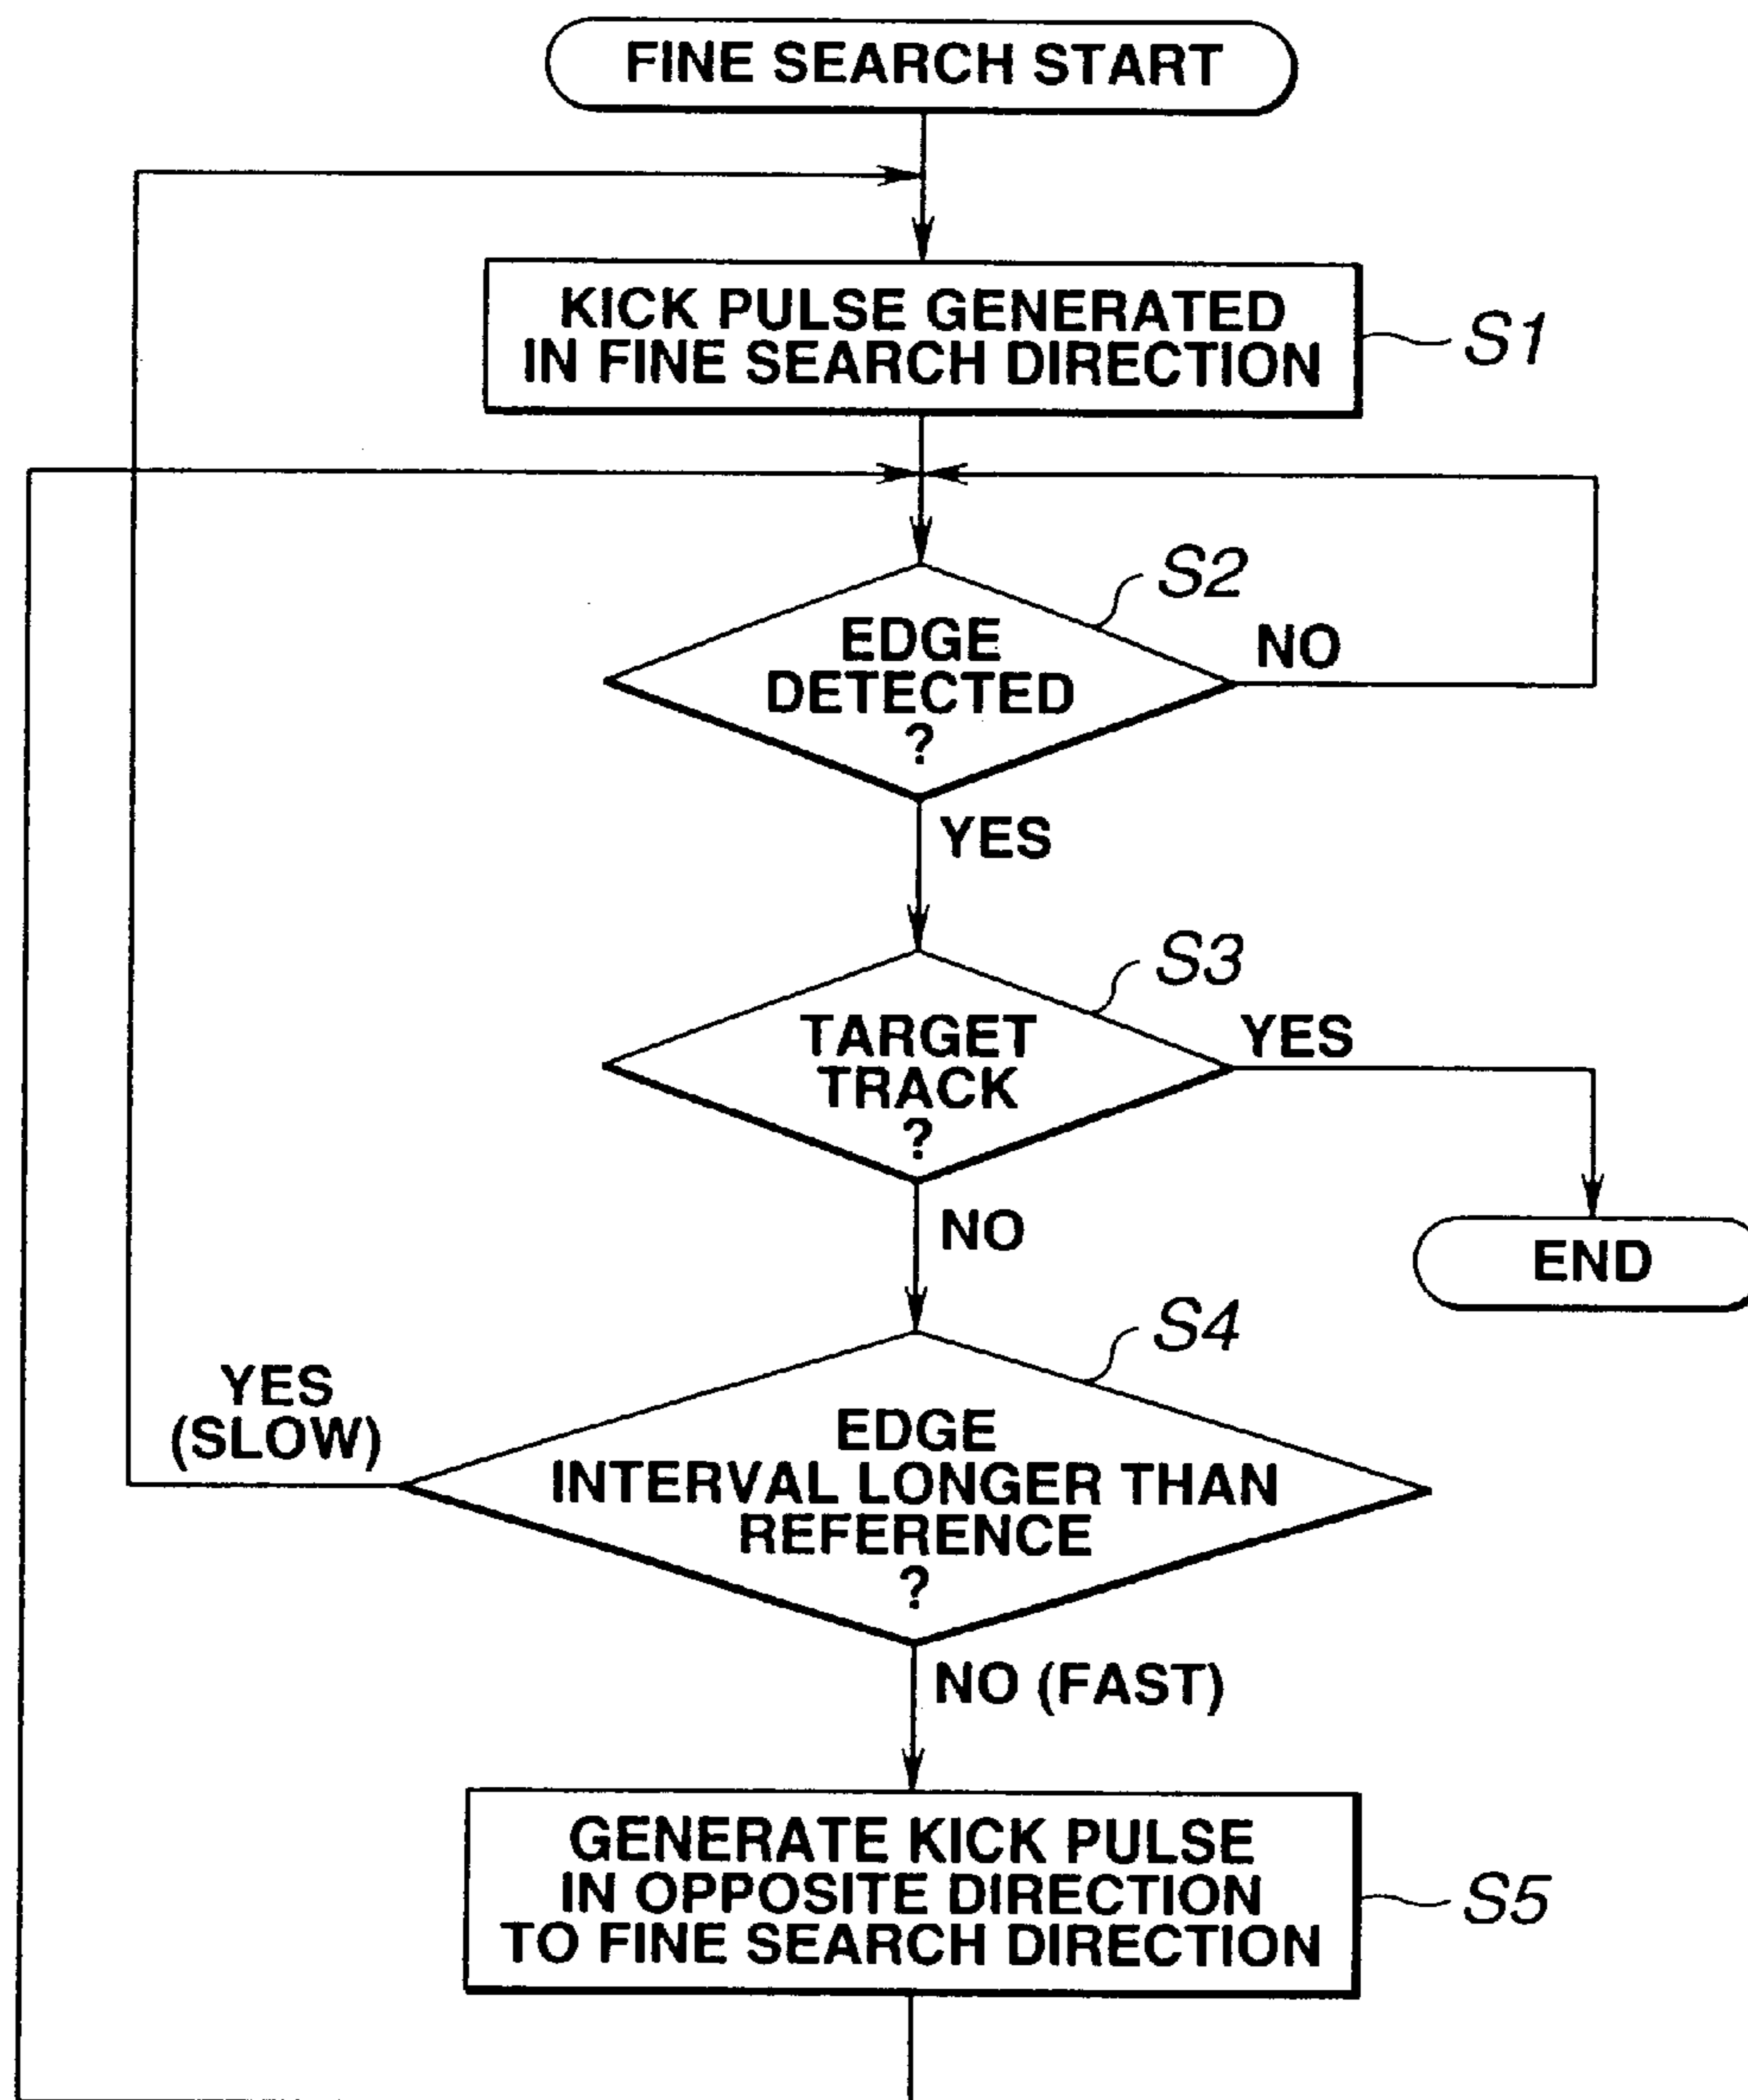 FINE SEARCH START
KICK PULSE GENERATED
IN FINE SEARCH DIRECTION
S1
S2
EDGE
DETECTED
?
NO
YES
S3
TARGET
TRACK
?
YES
NO
END
S4
YES
(SLOW)
EDGE
INTERVAL LONGER THAN
REFERENCE
?
NO (FAST)
GENERATE KICK PULSE
IN OPPOSITE DIRECTION
TO FINE SEARCH DIRECTION
S5